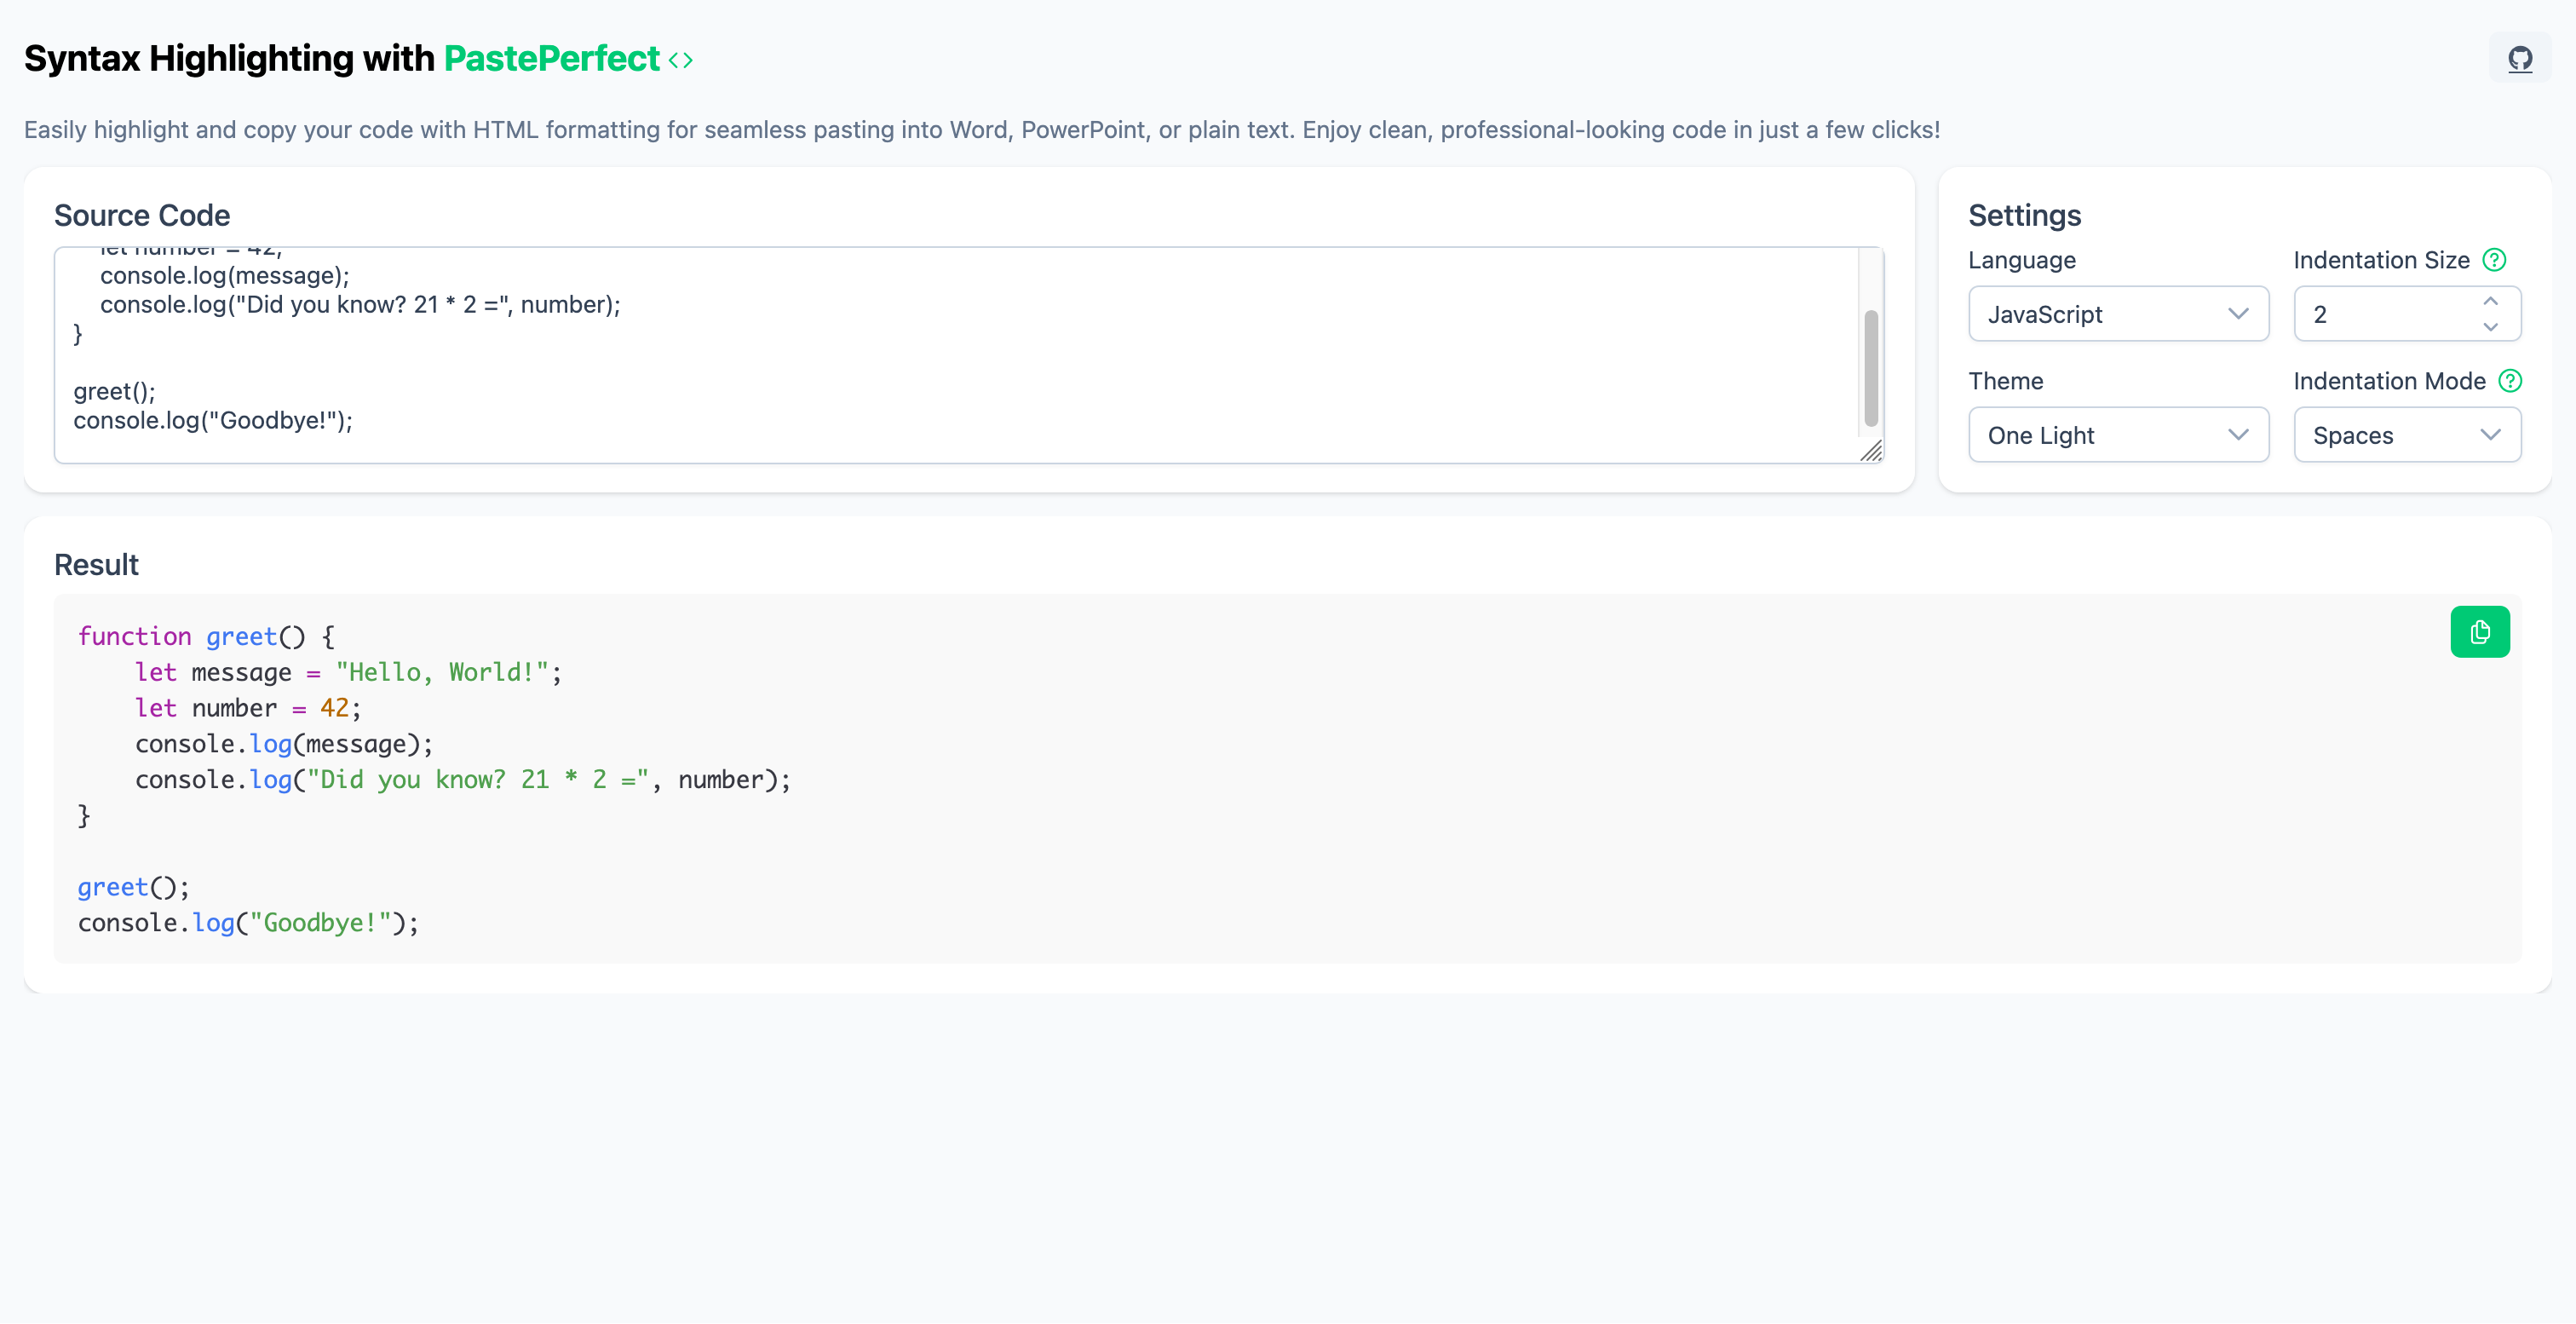 Syntax Highlighting with PastePerfect <>
Easily highlight and copy your code with HTML formatting for seamless pasting into Word, PowerPoint, or plain text. Enjoy clean, professional-looking code in just a few clicks!
Source Code
    let number = 42;
    console.log(message);
    console.log("Did you know? 21 * 2 =", number);
}

greet();
console.log("Goodbye!");
Settings
Language
JavaScript
Indentation Size
2
Theme
One Light
Indentation Mode
Spaces
Result
function greet() {
    let message = "Hello, World!";
    let number = 42;
    console.log(message);
    console.log("Did you know? 21 * 2 =", number);
}

greet();
console.log("Goodbye!");